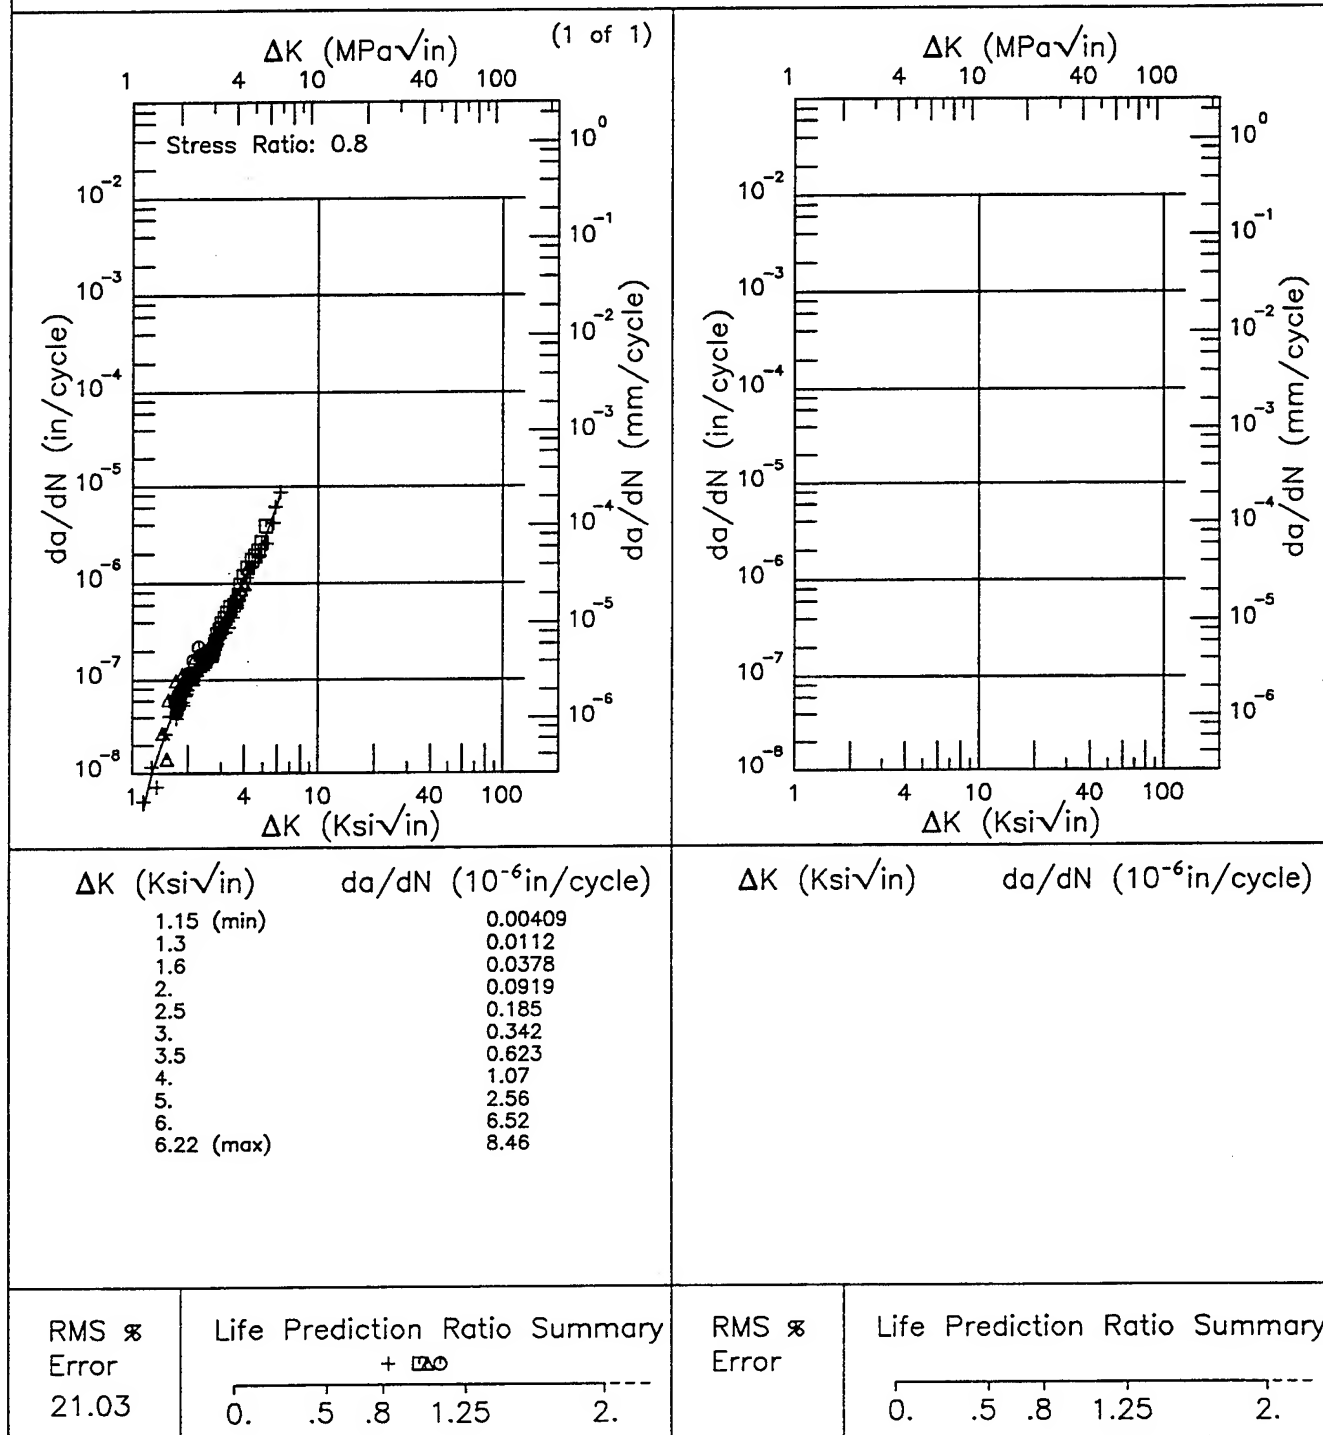 (1 of 1)
ΔK (MPa√in)
1 4 10 40 100
Stress Ratio: 0.8
da/dN (in/cycle)
10⁻²
10⁻³
10⁻⁴
10⁻⁵
10⁻⁶
10⁻⁷
10⁻⁸
da/dN (mm/cycle)
10⁰
10⁻¹
10⁻²
10⁻³
10⁻⁴
10⁻⁵
10⁻⁶
1 4 10 40 100
ΔK (Ksi√in)
ΔK (MPa√in)
1 4 10 40 100
da/dN (in/cycle)
10⁻²
10⁻³
10⁻⁴
10⁻⁵
10⁻⁶
10⁻⁷
10⁻⁸
da/dN (mm/cycle)
10⁰
10⁻¹
10⁻²
10⁻³
10⁻⁴
10⁻⁵
10⁻⁶
1 4 10 40 100
ΔK (Ksi√in)
ΔK (Ksi√in) da/dN (10⁻⁶in/cycle)
1.15 (min) 0.00409
1.3 0.0112
1.6 0.0378
2. 0.0919
2.5 0.185
3. 0.342
3.5 0.623
4. 1.07
5. 2.56
6. 6.52
6.22 (max) 8.46
ΔK (Ksi√in) da/dN (10⁻⁶in/cycle)
RMS %
Error
21.03
Life Prediction Ratio Summary
0. .5 .8 1.25 2.
RMS %
Error
Life Prediction Ratio Summary
0. .5 .8 1.25 2.